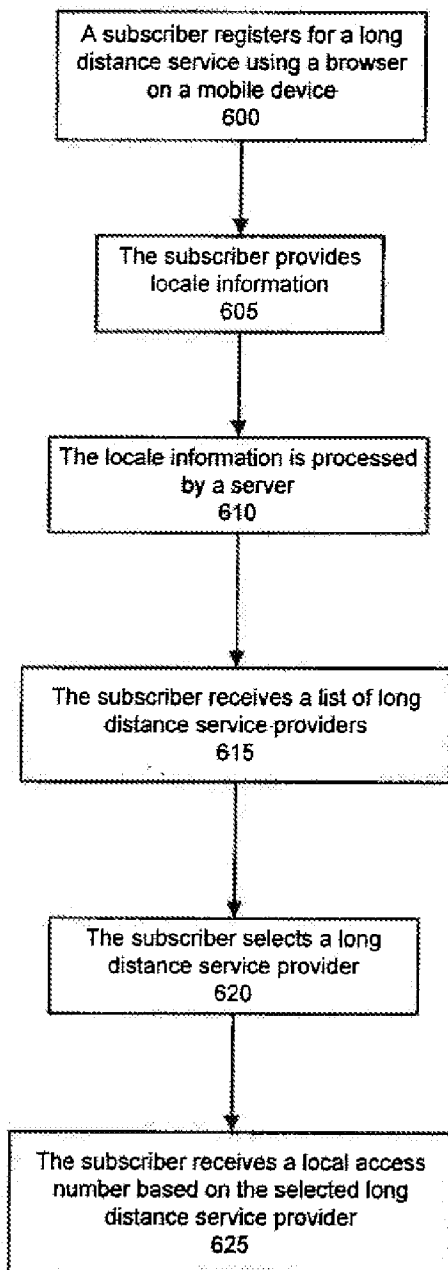 A subscriber registers for a long
distance service using a browser
on a mobile device
600
The subscriber provides
locale information
605
The locale information is processed
by a server
610
The subscriber receives a list of long
distance service providers
615
The subscriber selects a long
distance service provider
620
The subscriber receives a local access
number based on the selected long
distance service provider
625